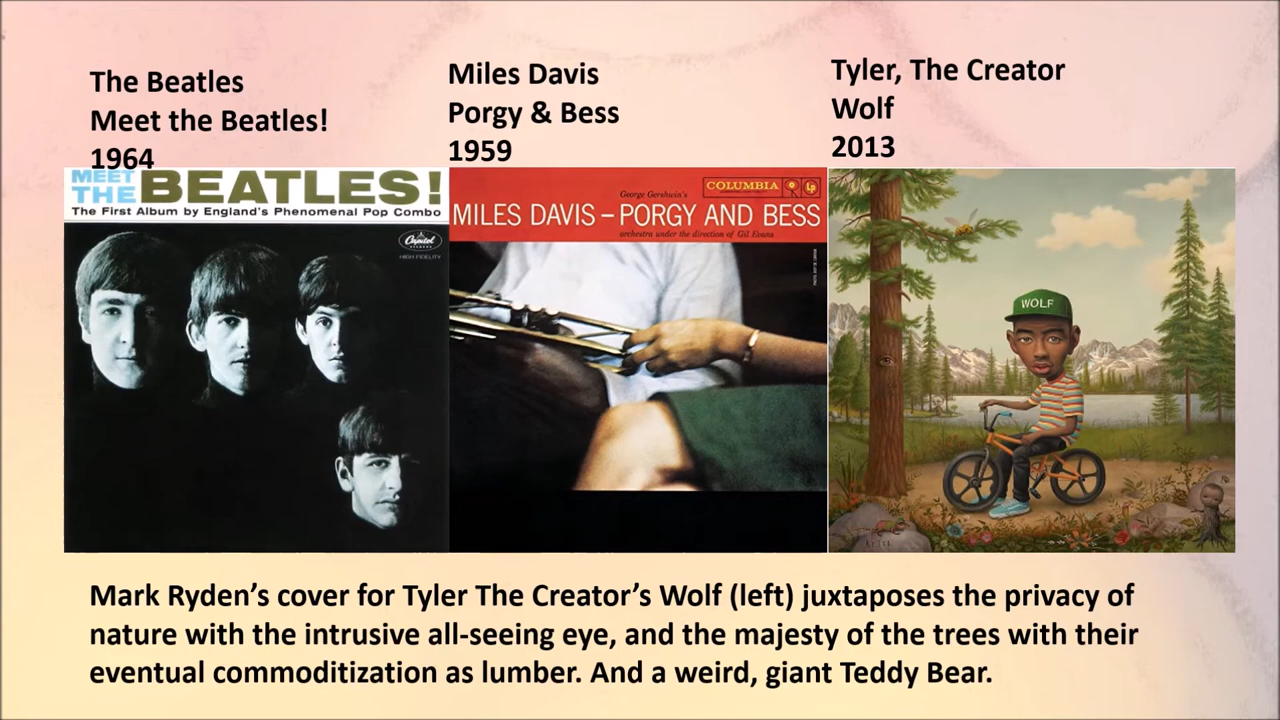 The Beatles
Meet the Beatles!
1964
Miles Davis
Porgy & Bess
1959
Tyler, The Creator
Wolf
2013
MEET
THE
BEATLES!
The First Album by England's Phenomenal Pop Combo
Capitol
RECORDS
HIGH FIDELITY
COLUMBIA
Lp
George Gershwin's
MILES DAVIS – PORGY AND BESS
orchestra under the direction of Gil Evans
WOLF
Mark Ryden’s cover for Tyler The Creator’s Wolf (left) juxtaposes the privacy of
nature with the intrusive all-seeing eye, and the majesty of the trees with their
eventual commoditization as lumber. And a weird, giant Teddy Bear.